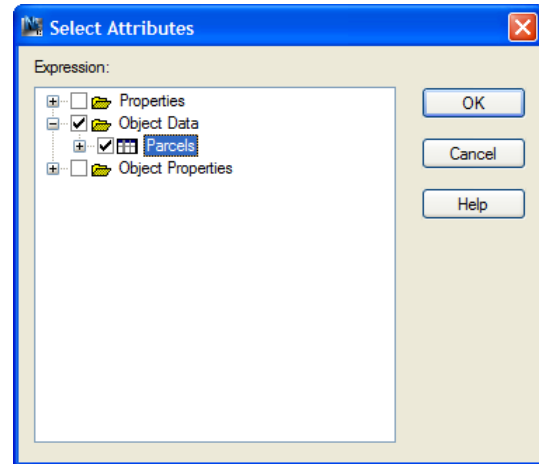 Select Attributes
Expression:
Properties
Object Data
Parcels
Object Properties
OK
Cancel
Help